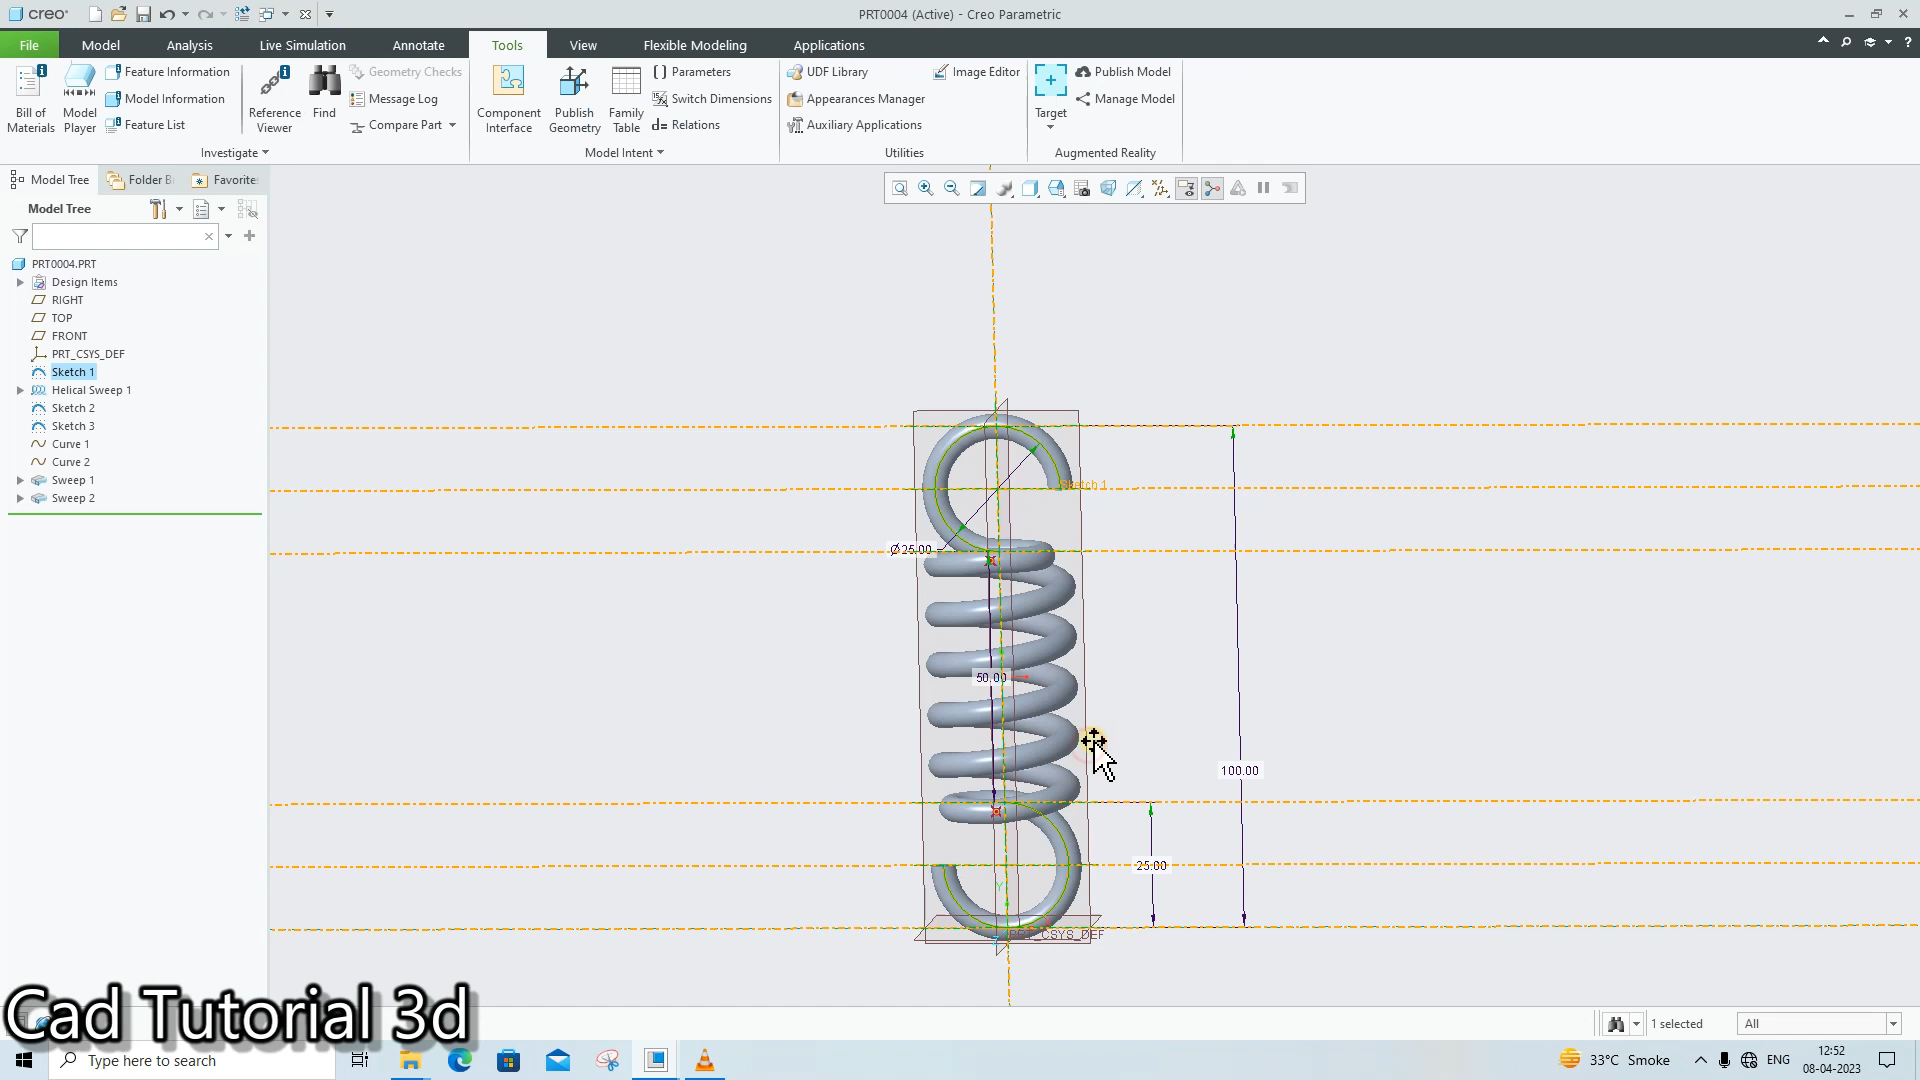 creo
PRT0004 (Active) - Creo Parametric
File Model Analysis Live Simulation Annotate Tools View Flexible Modeling Applications
Bill of Materials
Model Player
Feature Information
Model Information
Feature List
Reference Viewer
Find
Geometry Checks
Message Log
Compare Part
Investigate
Component Interface
Publish Geometry
Family Table
Parameters
Switch Dimensions
d= Relations
Model Intent
UDF Library
Appearances Manager
Auxiliary Applications
Image Editor
Utilities
Target
Publish Model
Manage Model
Augmented Reality
Model Tree Folder B Favorite
Model Tree
PRT0004.PRT
Design Items
RIGHT
TOP
FRONT
PRT_CSYS_DEF
Sketch 1
Helical Sweep 1
Sketch 2
Sketch 3
Curve 1
Curve 2
Sweep 1
Sweep 2
Sketch 1
Ø25.00
50.00
100.00
25.00
Y
PRT_CSYS_DEF
Cad Tutorial 3d
1 selected
All
Type here to search
33°C Smoke
ENG
12:52
08-04-2023